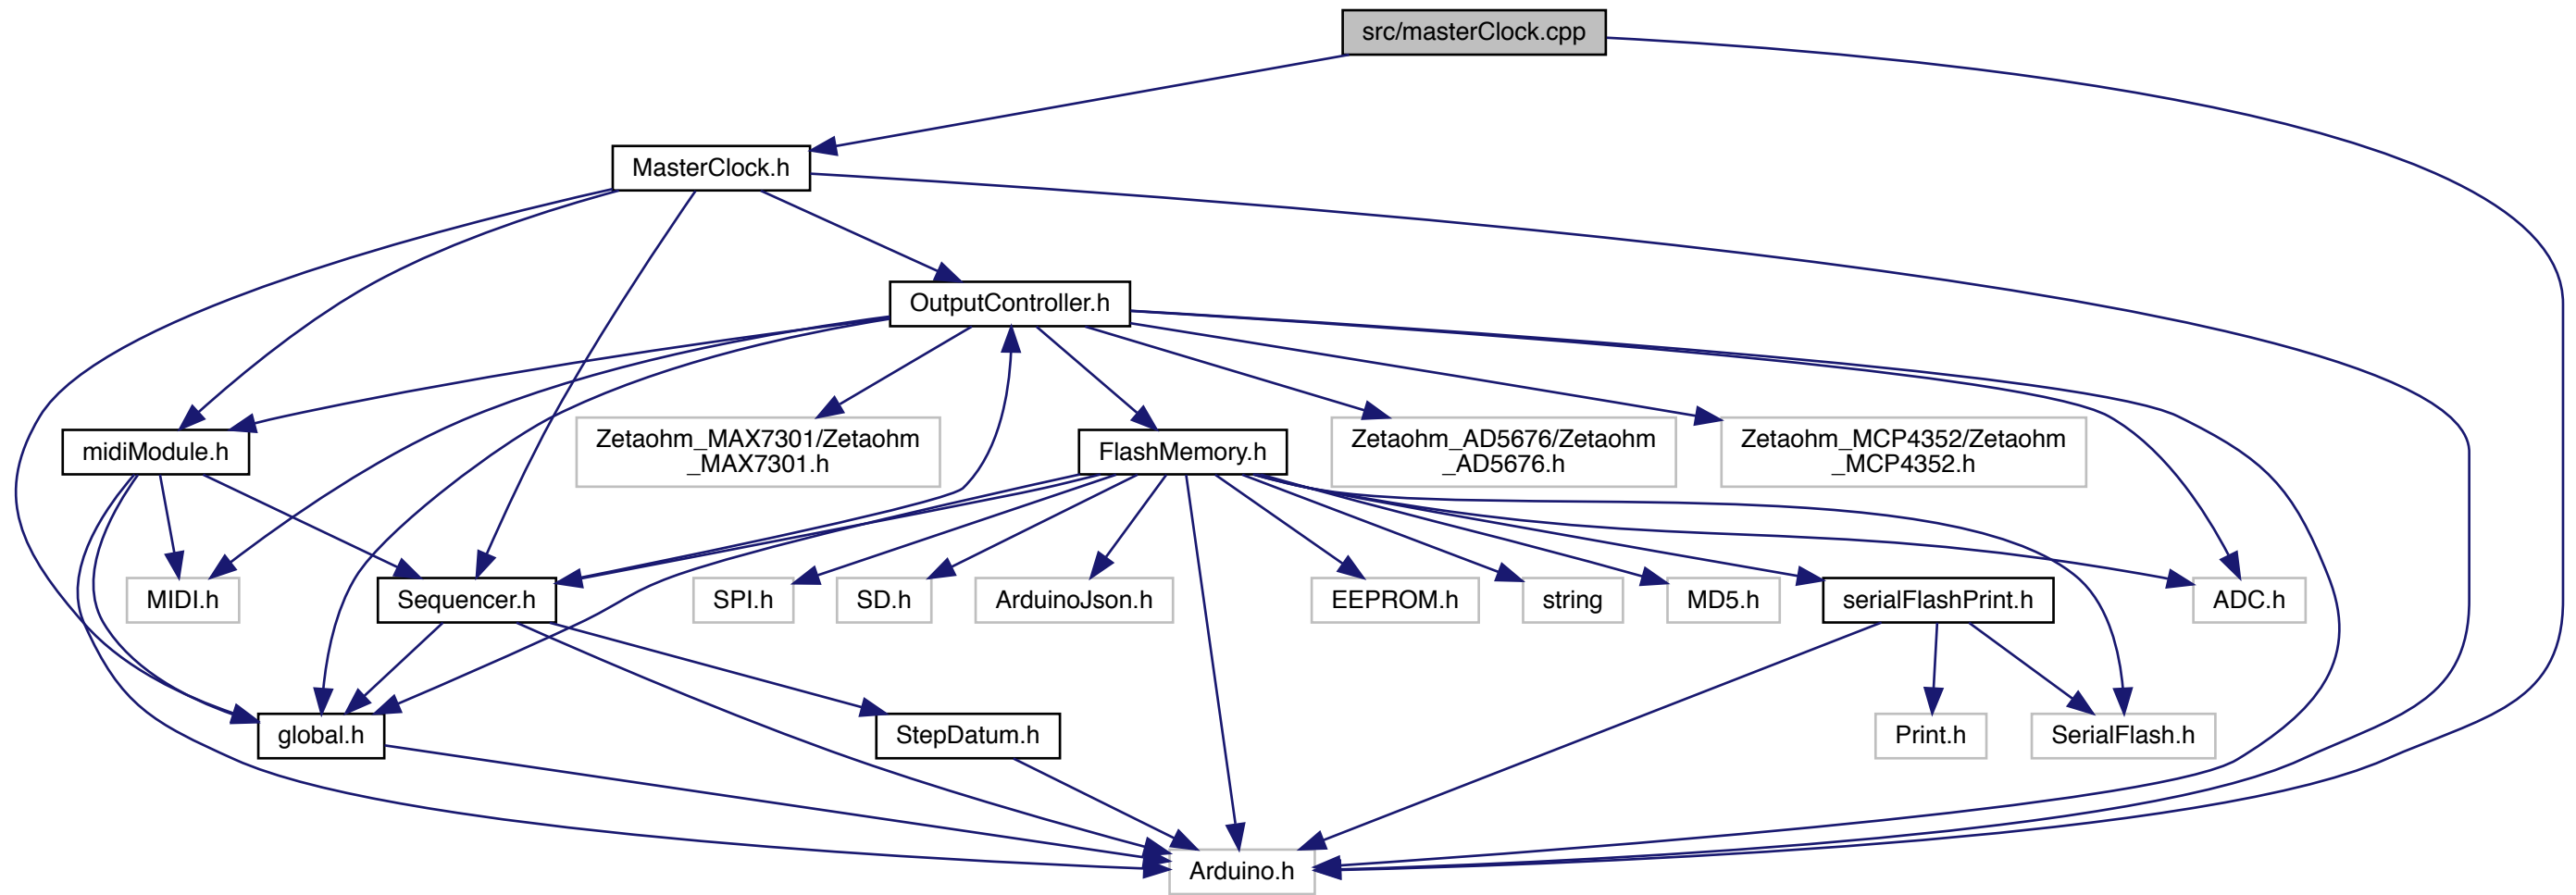 src/masterClock.cpp
MasterClock.h
OutputController.h
midiModule.h
Zetaohm_MAX7301/Zetaohm
_MAX7301.h
FlashMemory.h
Zetaohm_AD5676/Zetaohm
_AD5676.h
Zetaohm_MCP4352/Zetaohm
_MCP4352.h
MIDI.h
Sequencer.h
SPI.h
SD.h
ArduinoJson.h
EEPROM.h
string
MD5.h
serialFlashPrint.h
ADC.h
global.h
StepDatum.h
Print.h
SerialFlash.h
Arduino.h